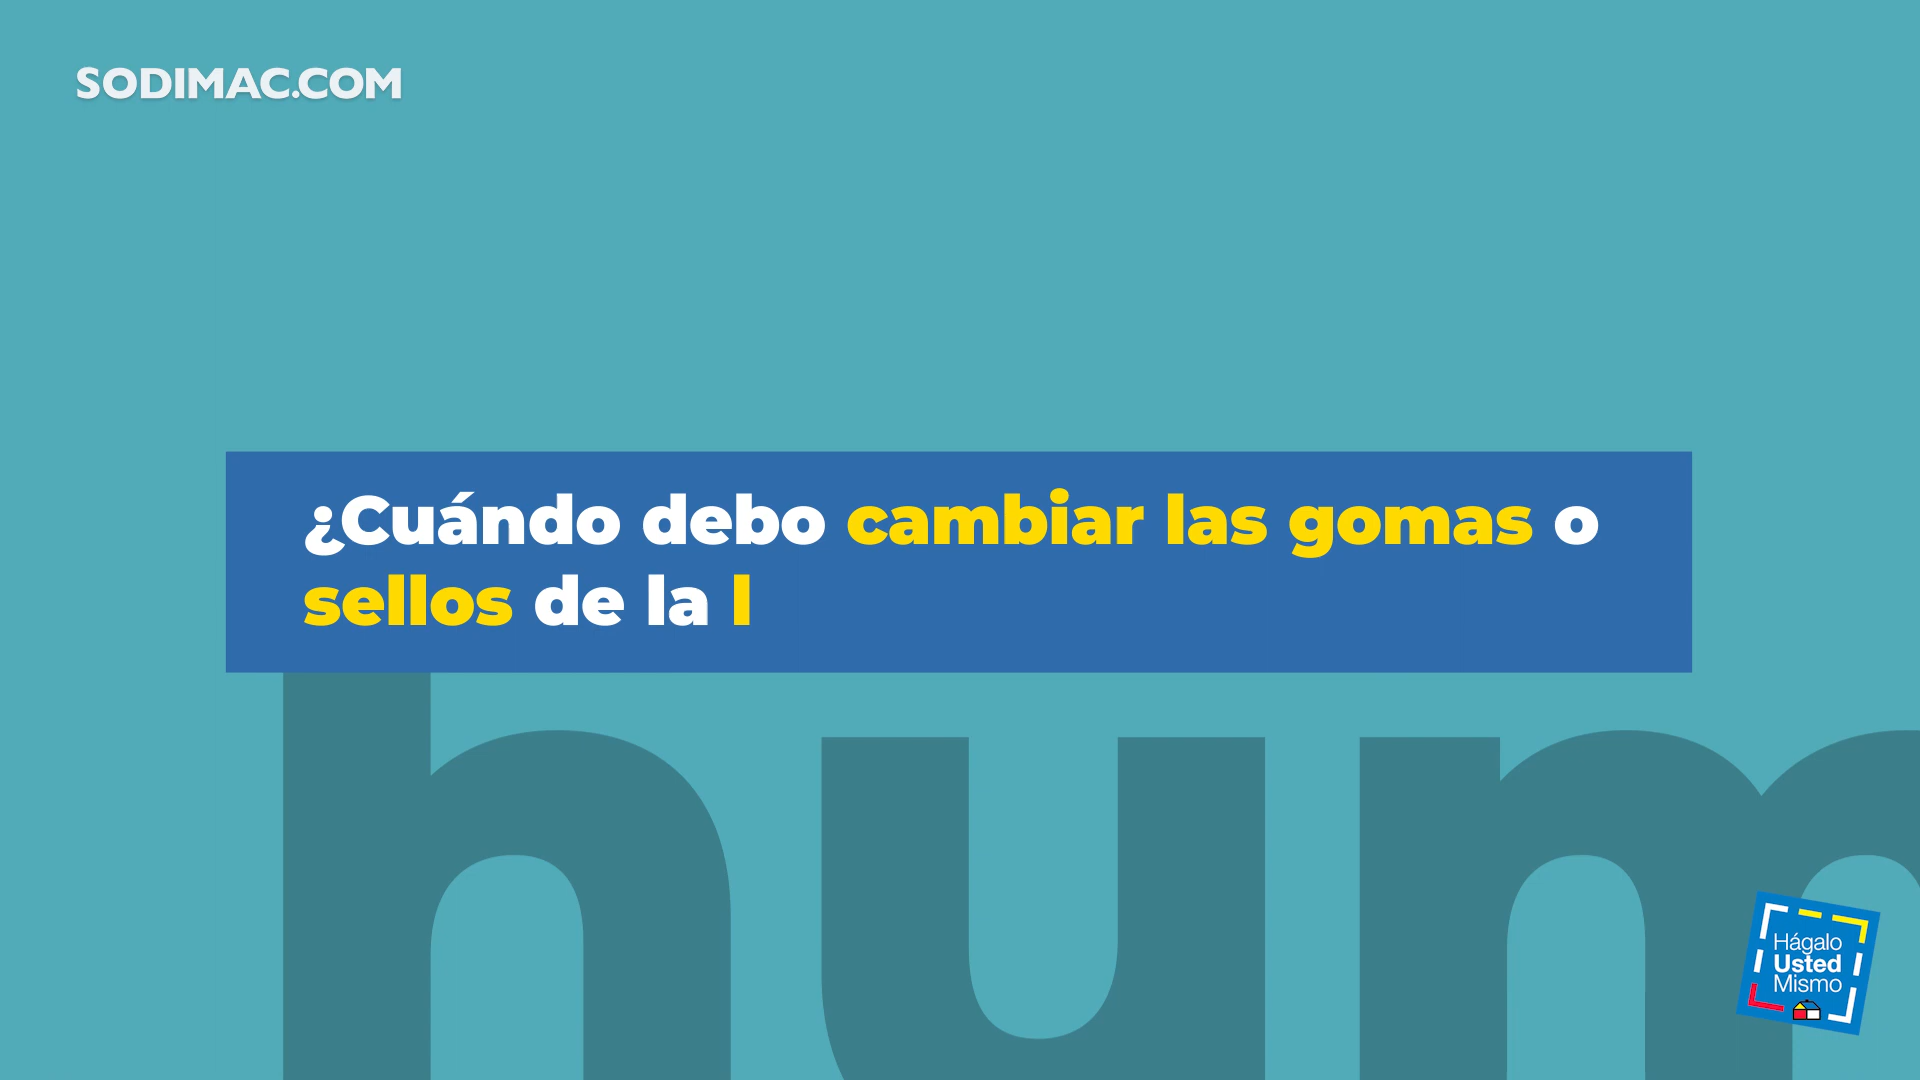 SODIMAC.COM
¿Cuándo debo cambiar las gomas o
sellos de la l
hum
Hágalo
Usted
Mismo